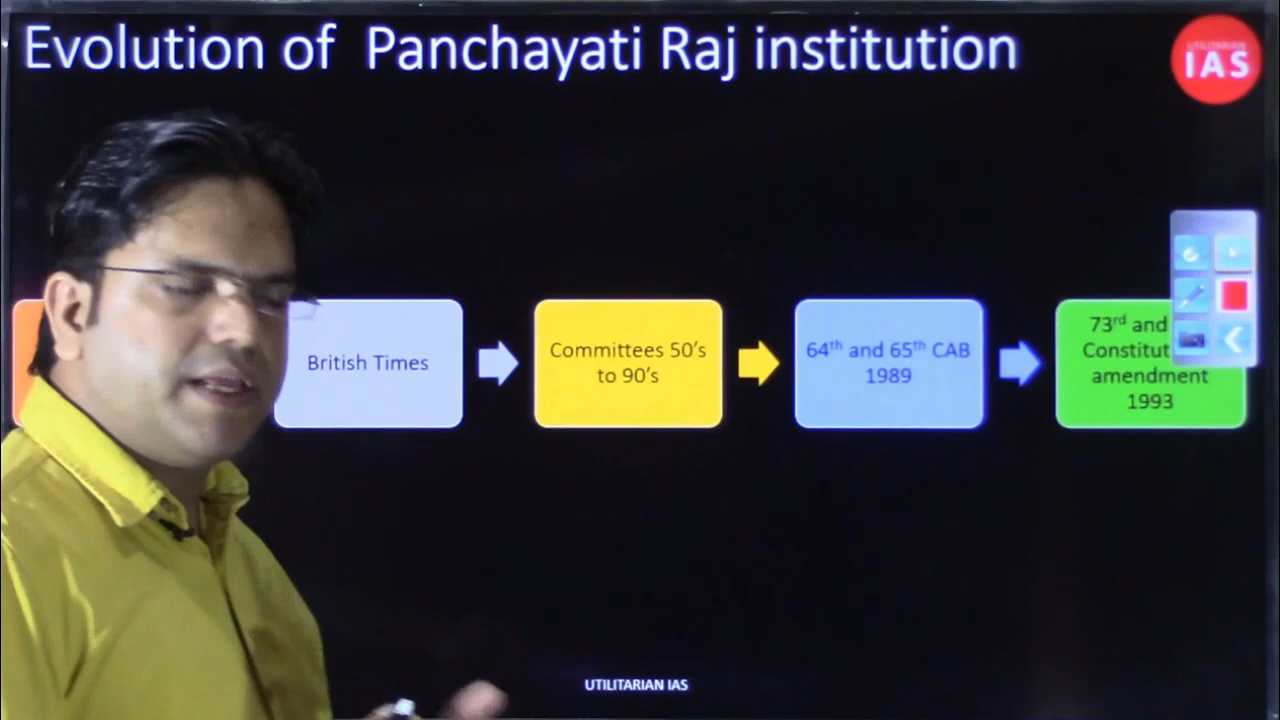 Evolution of Panchayati Raj institution
UTILITARIAN
IAS
British Times
Committees 50's
to 90's
64th and 65th CAB
1989
73rd and
Constitut
amendment
1993
UTILITARIAN IAS